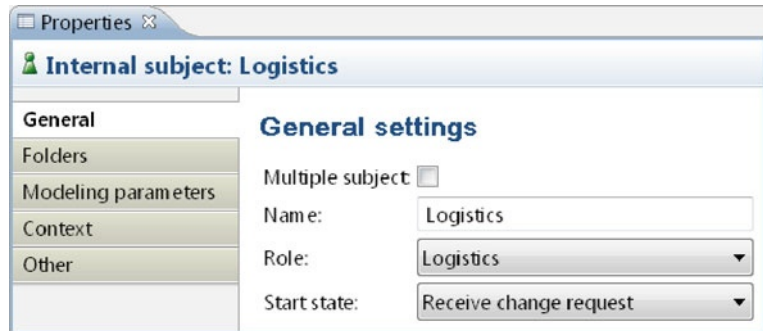 Properties
Internal subject: Logistics
General
Folders
Modeling parameters
Context
Other
General settings
Multiple subject:
Name: Logistics
Role: Logistics
Start state: Receive change request